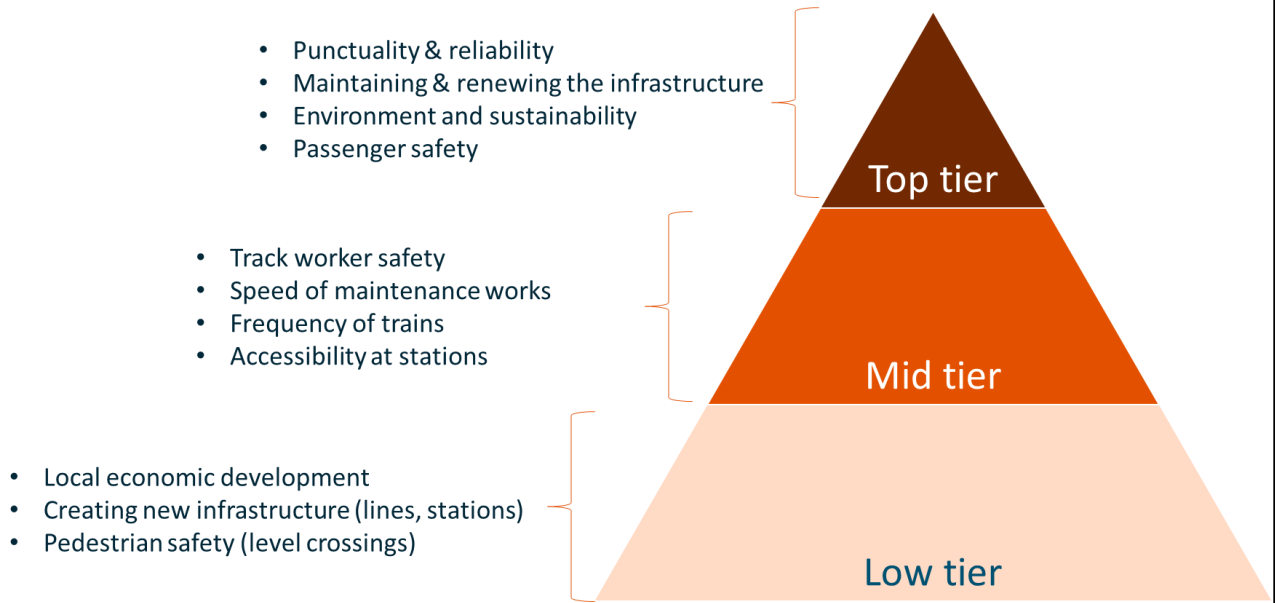 • Punctuality & reliability
• Maintaining & renewing the infrastructure
• Environment and sustainability
• Passenger safety
Top tier
• Track worker safety
• Speed of maintenance works
• Frequency of trains
• Accessibility at stations
Mid tier
• Local economic development
• Creating new infrastructure (lines, stations)
• Pedestrian safety (level crossings)
Low tier